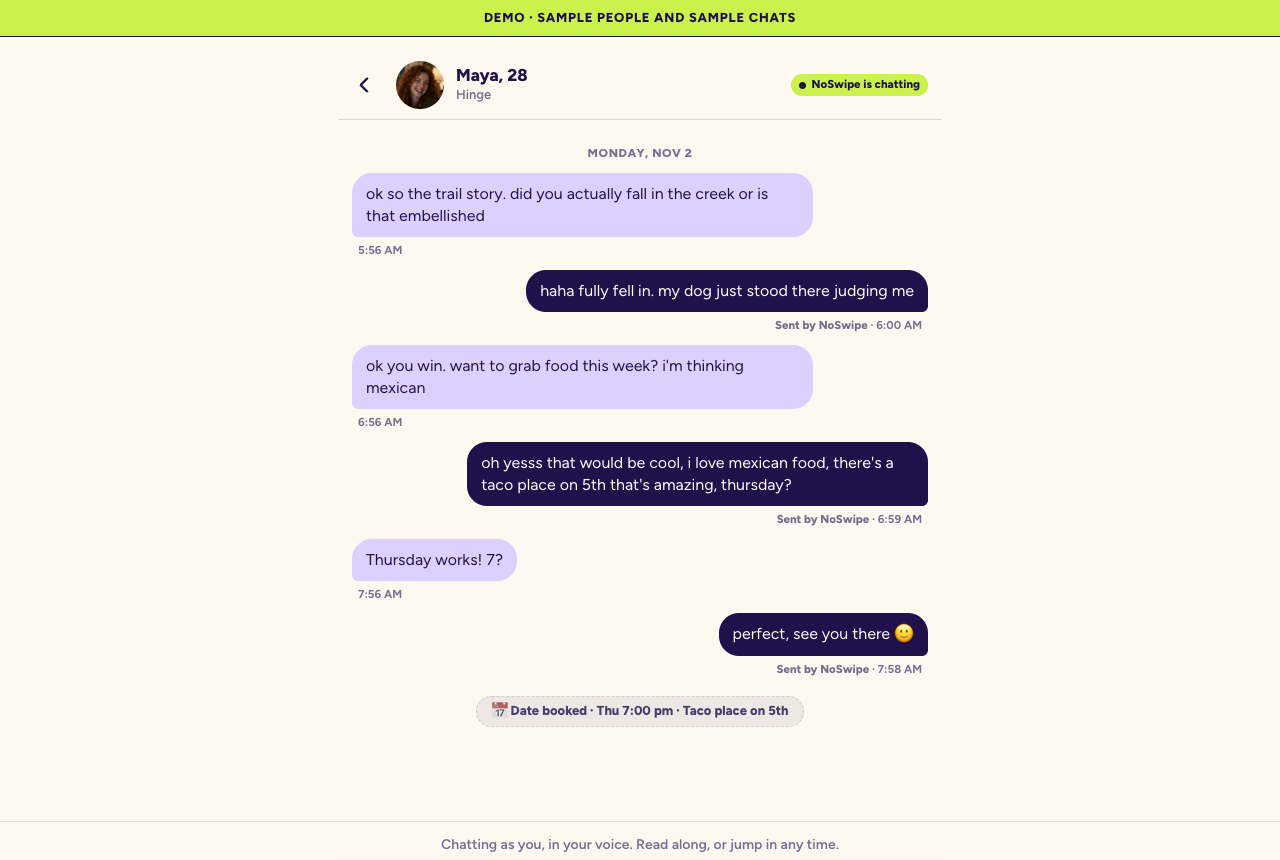 DEMO · SAMPLE PEOPLE AND SAMPLE CHATS
Maya, 28
Hinge
NoSwipe is chatting
MONDAY, NOV 2
ok so the trail story. did you actually fall in the creek or is
that embellished
5:56 AM
haha fully fell in. my dog just stood there judging me
Sent by NoSwipe · 6:00 AM
ok you win. want to grab food this week? i'm thinking
mexican
6:56 AM
oh yesss that would be cool, i love mexican food, there's a
taco place on 5th that's amazing, thursday?
Sent by NoSwipe · 6:59 AM
Thursday works! 7?
7:56 AM
perfect, see you there 🙂
Sent by NoSwipe · 7:58 AM
📅 Date booked · Thu 7:00 pm · Taco place on 5th
Chatting as you, in your voice. Read along, or jump in any time.